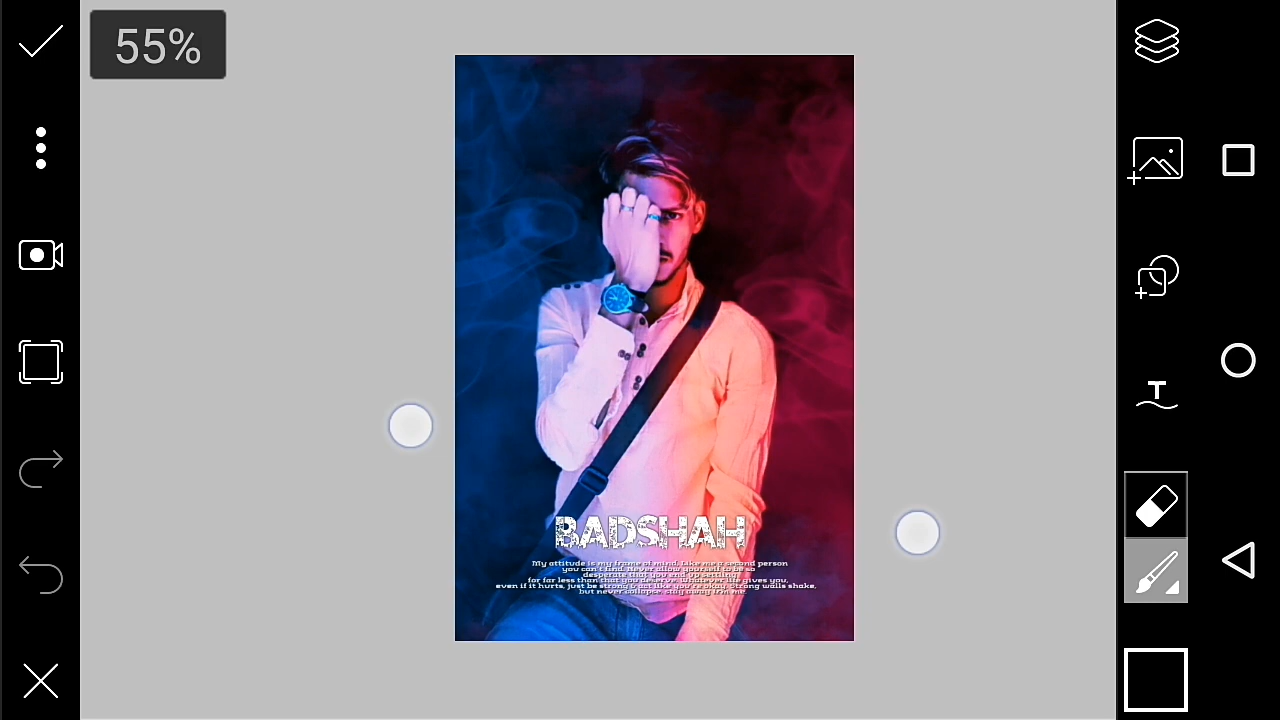 55%
T
BADSHAH
My attitude is my frame of mind. Like me a second person
you can't find. Never allow yourself to be so
desperate that you end up settling
for far less than that you deserve. Whatever life gives you,
even if it hurts, just be strong & act like you're okay. Strong walls shake,
but never collapse. stay away frm me.